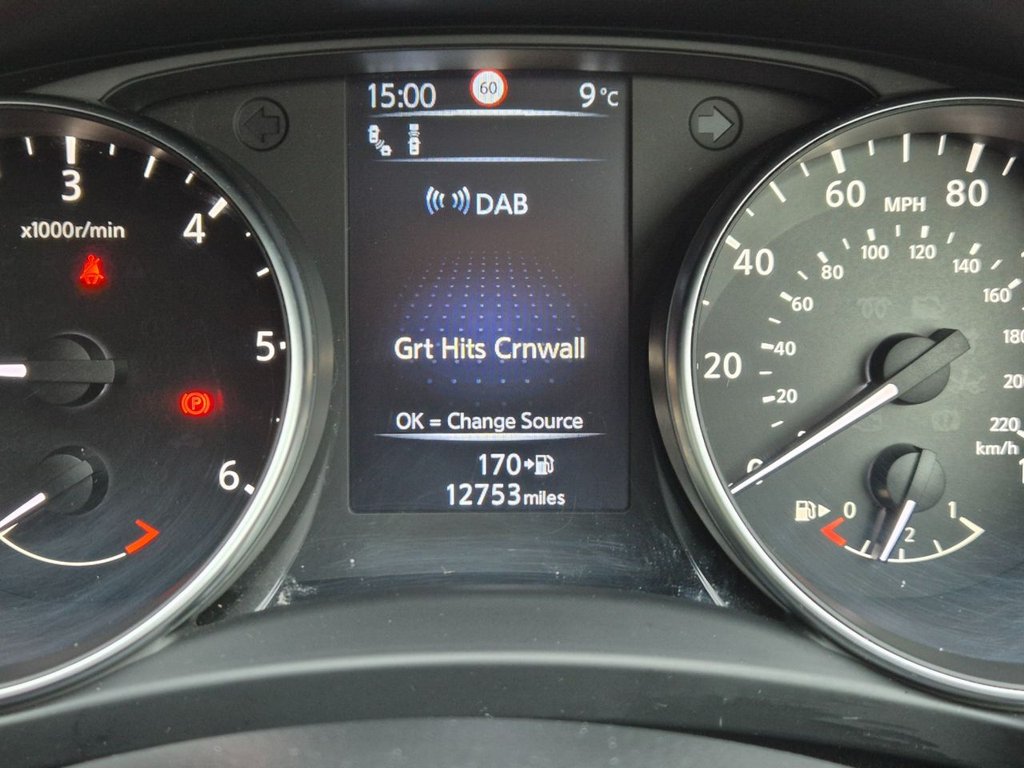 15:00 60 9°C
DAB
Grt Hits Crnwall
OK = Change Source
170
12753 miles
3
x1000r/min
4
5
P
6
60 80
MPH
40
20
0
100 120
80 140
60 160
40 180
20 20
220
km/h
0 1
2